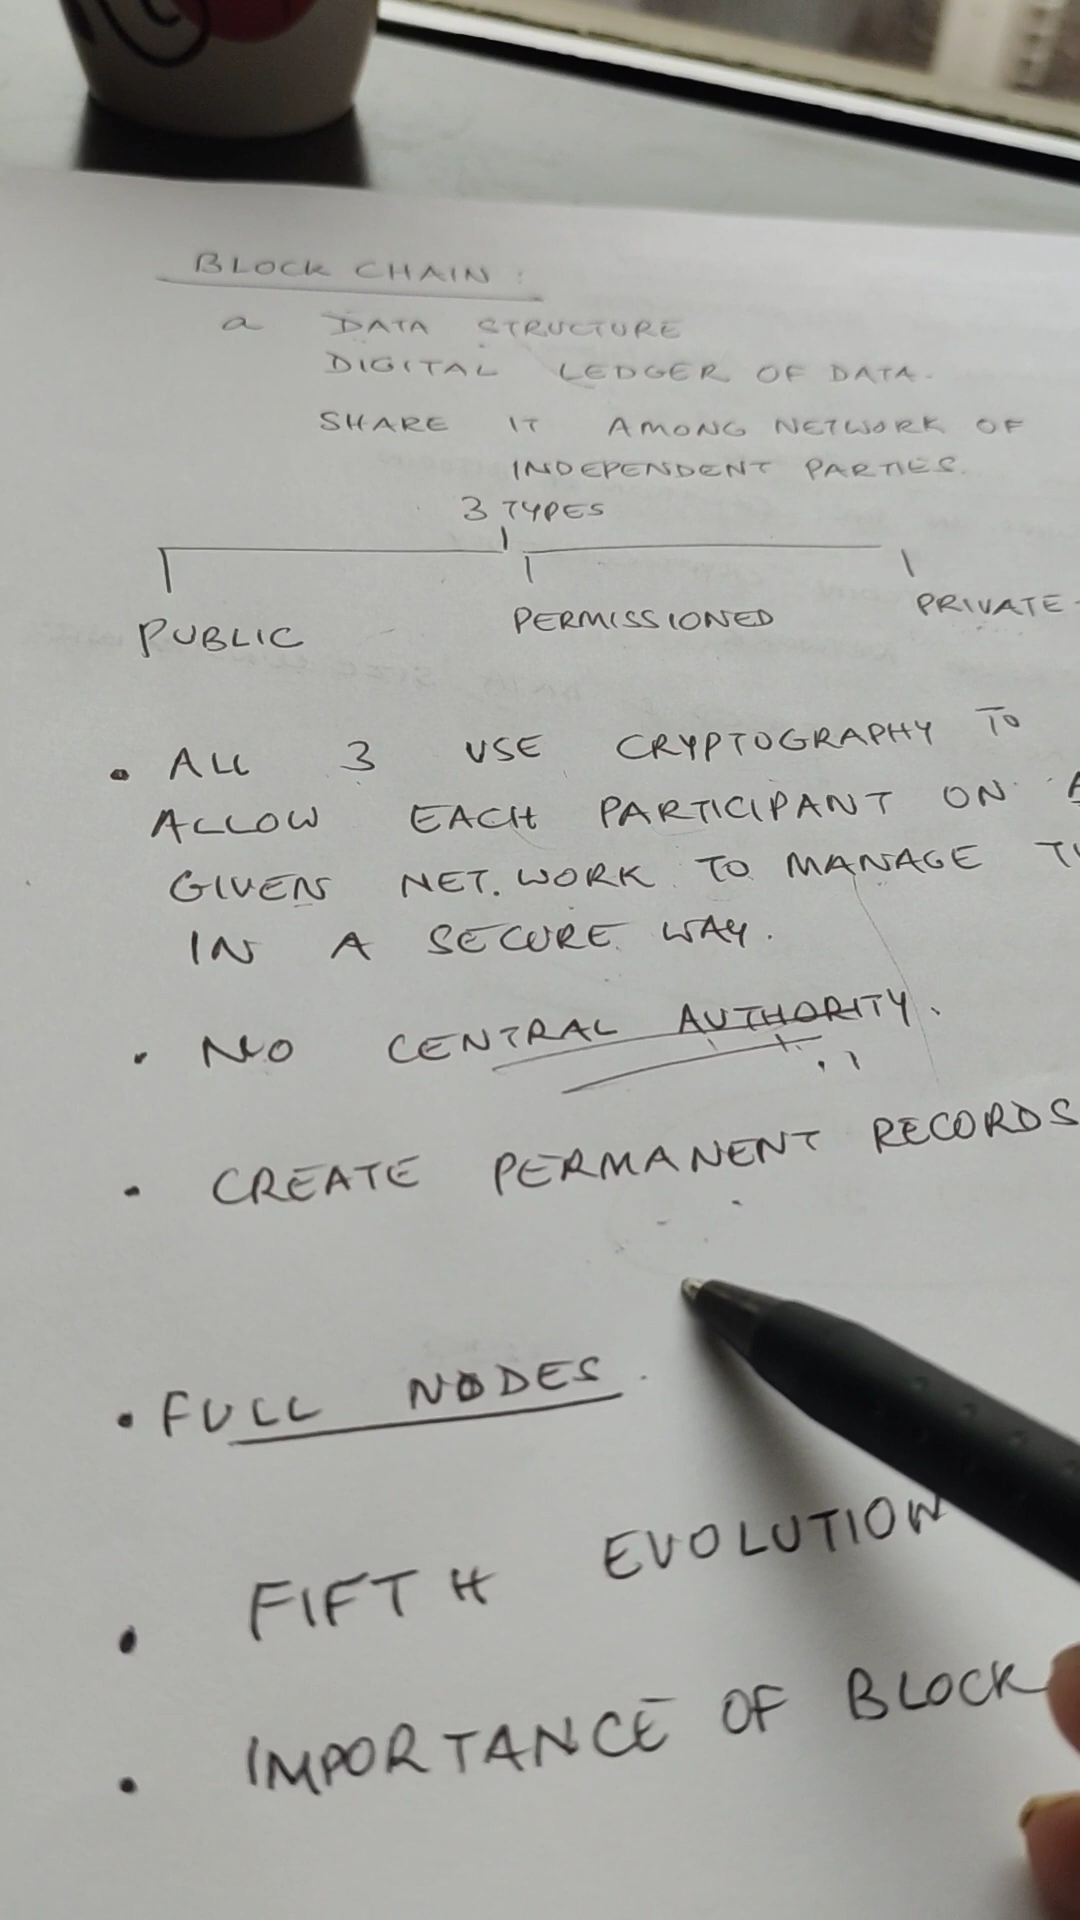 BLOCK CHAIN :
a DATA STRUCTURE
DIGITAL LEDGER OF DATA.
SHARE IT AMONG NETWORK OF
INDEPENDENT PARTIES.
3 TYPES
PUBLIC PERMISSIONED PRIVATE
• ALL 3 USE CRYPTOGRAPHY TO
ALLOW EACH PARTICIPANT ON
GIVEN NET.WORK TO MANAGE
IN A SECURE WAY.
• NO CENTRAL AUTHORITY.
• CREATE PERMANENT RECORDS
• FULL NODES.
• FIFTH EVOLUTION
• IMPORTANCE OF BLOCK